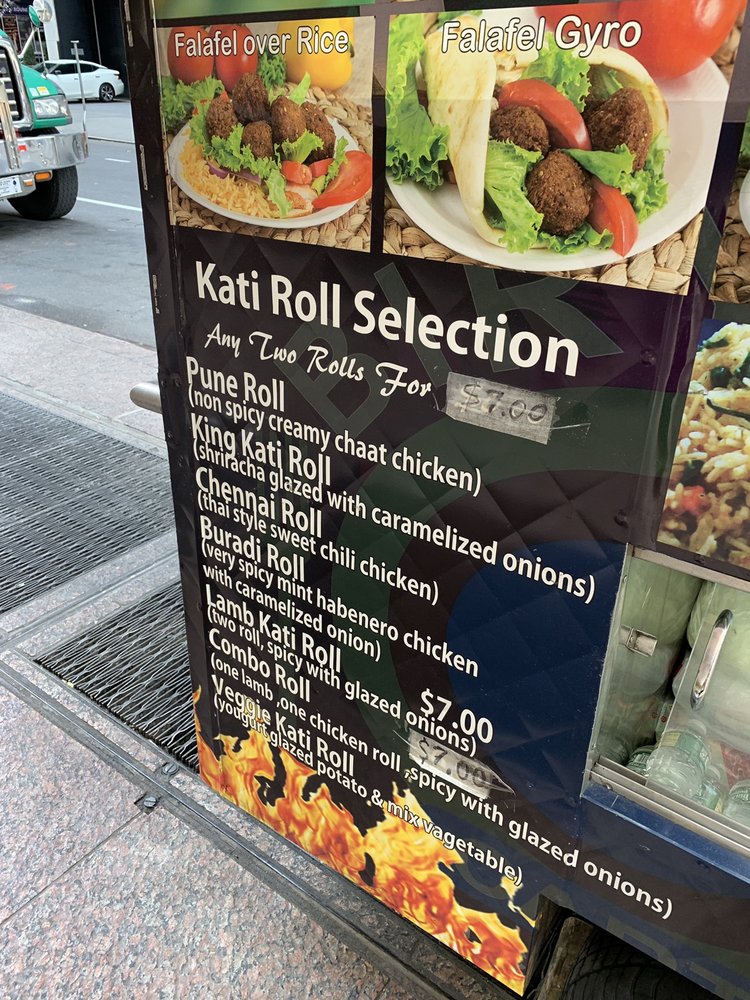 Falafel over Rice
Falafel Gyro
Kati Roll Selection
Any Two Rolls For $7.00
Pune Roll
(non spicy creamy chaat chicken)
King Kati Roll
(shriracha glazed with caramelized onions)
Chennai Roll
(thai style sweet chili chicken)
Buradi Roll
(very spicy mint habenero chicken
with caramelized onion)
Lamb Kati Roll $7.00
(two roll, spicy with glazed onions)
Combo Roll $7.00
(one lamb ,one chicken roll ,spicy with glazed onions)
Veggie Kati Roll
(yougurt glazed potato & mix vagetable)